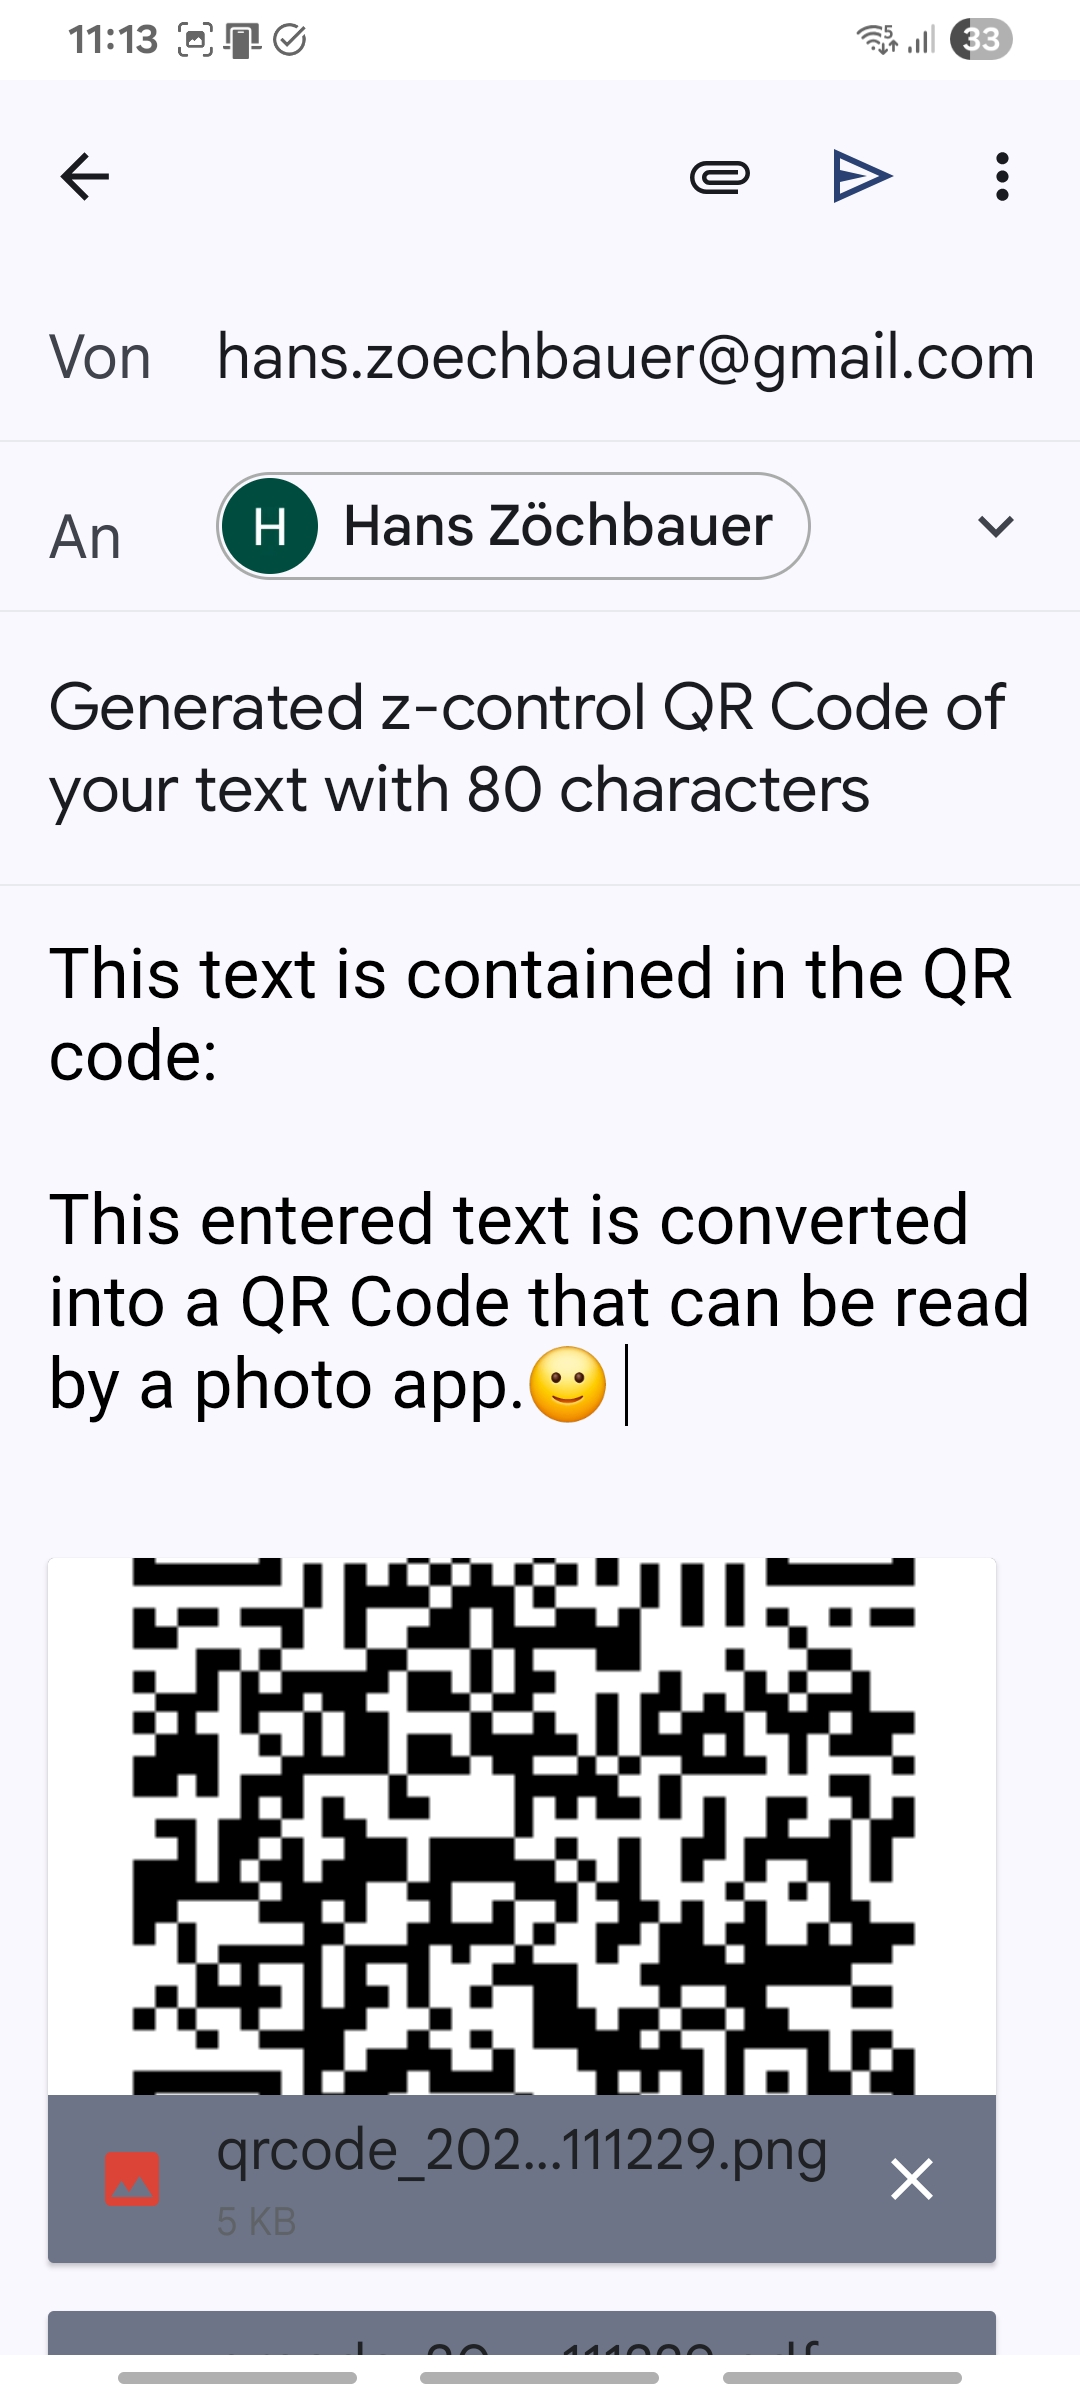 11:13
5
33
Von hans.zoechbauer@gmail.com
An H Hans Zöchbauer
Generated z-control QR Code of
your text with 80 characters
This text is contained in the QR
code:
This entered text is converted
into a QR Code that can be read
by a photo app.🙂
qrcode_202...111229.png
5 KB